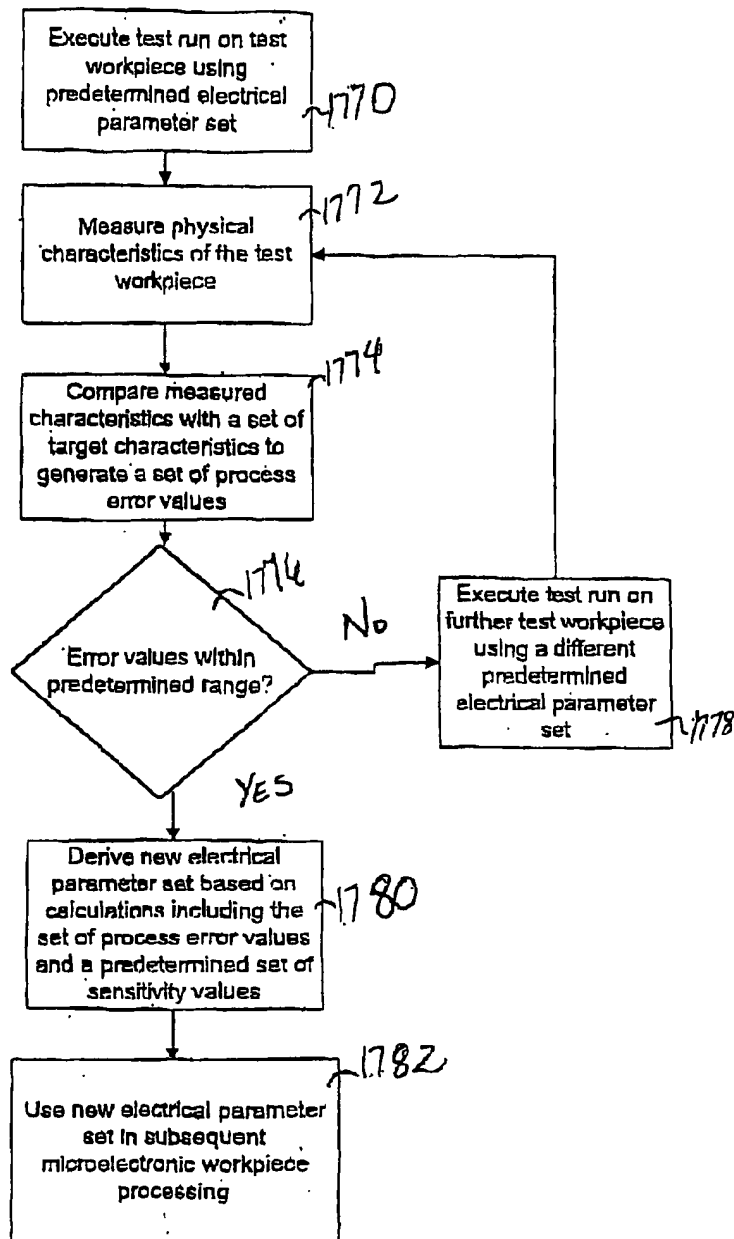 Execute test run on test
workpiece using
predetermined electrical
parameter set
1770
1772
Measure physical
characteristics of the test
workpiece
1774
Compare measured
characteristics with a set of
target characteristics to
generate a set of process
error values
1776
Error values within
predetermined range?
No
Execute test run on
further test workpiece
using a different
predetermined
electrical parameter
set
1778
YES
Derive new electrical
parameter set based on
calculations including the
set of process error values
and a predetermined set of
sensitivity values
1780
1782
Use new electrical parameter
set in subsequent
microelectronic workpiece
processing